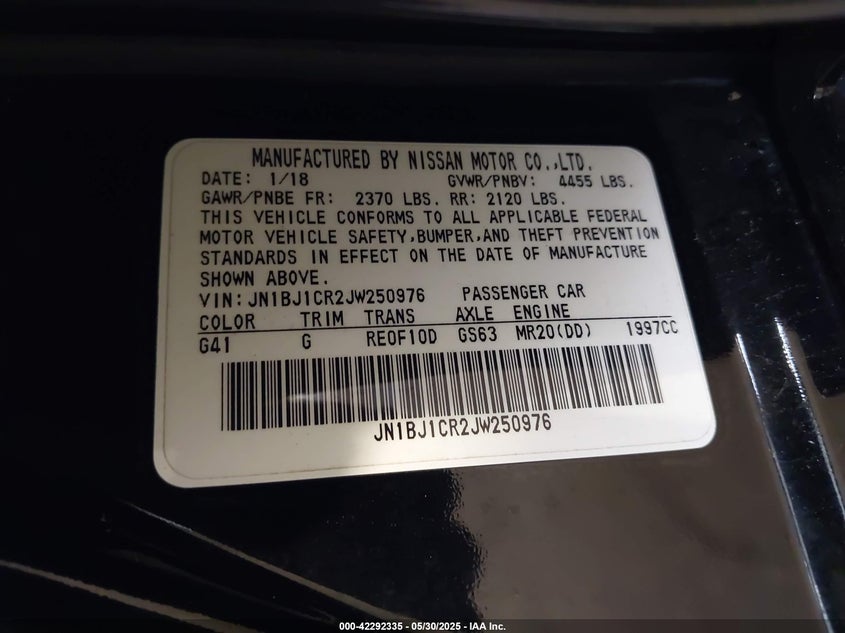 MANUFACTURED BY NISSAN MOTOR CO.,LTD.
DATE: 1/18 GVWR/PNBV: 4455 LBS.
GAWR/PNBE FR: 2370 LBS. RR: 2120 LBS.
THIS VEHICLE CONFORMS TO ALL APPLICABLE FEDERAL
MOTOR VEHICLE SAFETY,BUMPER,AND THEFT PREVENTION
STANDARDS IN EFFECT ON THE DATE OF MANUFACTURE
SHOWN ABOVE.
VIN: JN1BJ1CR2JW250976 PASSENGER CAR
COLOR TRIM TRANS AXLE ENGINE
G41 G RE0F10D GS63 MR20(DD) 1997CC
JN1BJ1CR2JW250976
000-42292335 - 05/30/2025 - IAA Inc.